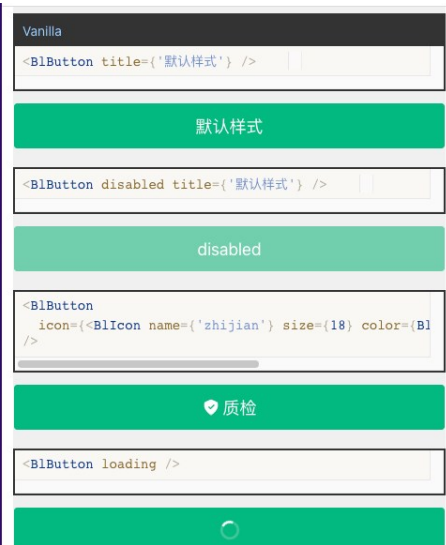 Vanilla
<BlButton title={'默认样式'} />
默认样式
<BlButton disabled title={'默认样式'} />
disabled
<BlButton
icon={<BlIcon name={'zhijian'} size={18} color={Bl
/>
质检
<BlButton loading />